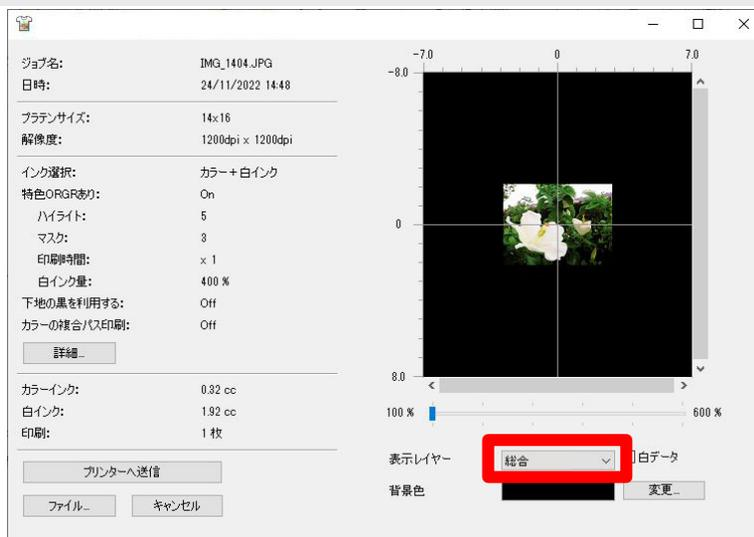 ジョブ名: IMG_1404.JPG
日時: 24/11/2022 14:48
プラテンサイズ: 14×16
解像度: 1200dpi × 1200dpi
インク選択: カラー+白インク
特色ORGRあり: On
ハイライト: 5
マスク: 3
印刷時間: × 1
白インク量: 400 %
下地の黒を利用する: Off
カラーの複合パス印刷: Off
詳細...
カラーインク: 0.32 cc
白インク: 1.92 cc
印刷: 1 枚
プリンターへ送信
ファイル... キャンセル
-7.0 0 7.0
-8.0
0
8.0
100 % 600 %
表示レイヤー 総合 白データ
背景色 変更...